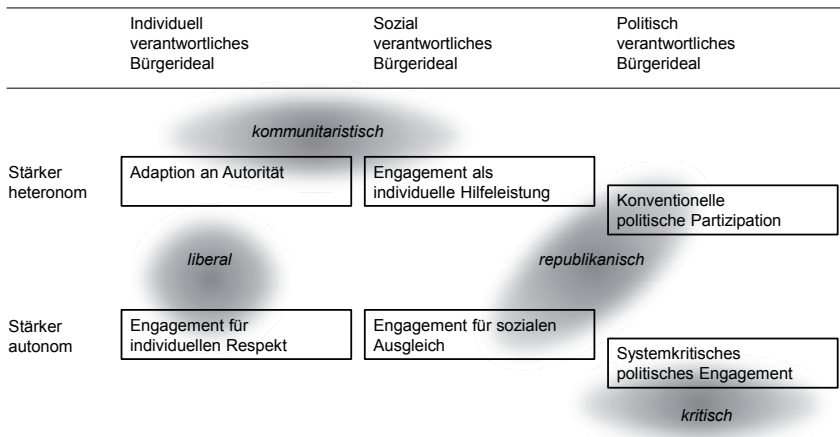 Individuell
verantwortliches
Bürgerideal
Sozial
verantwortliches
Bürgerideal
Politisch
verantwortliches
Bürgerideal
kommunitaristisch
Stärker
heteronom
Adaption an Autorität
Engagement als
individuelle Hilfeleistung
Konventionelle
politische Partizipation
liberal
republikanisch
Stärker
autonom
Engagement für
individuellen Respekt
Engagement für sozialen
Ausgleich
Systemkritisches
politisches Engagement
kritisch